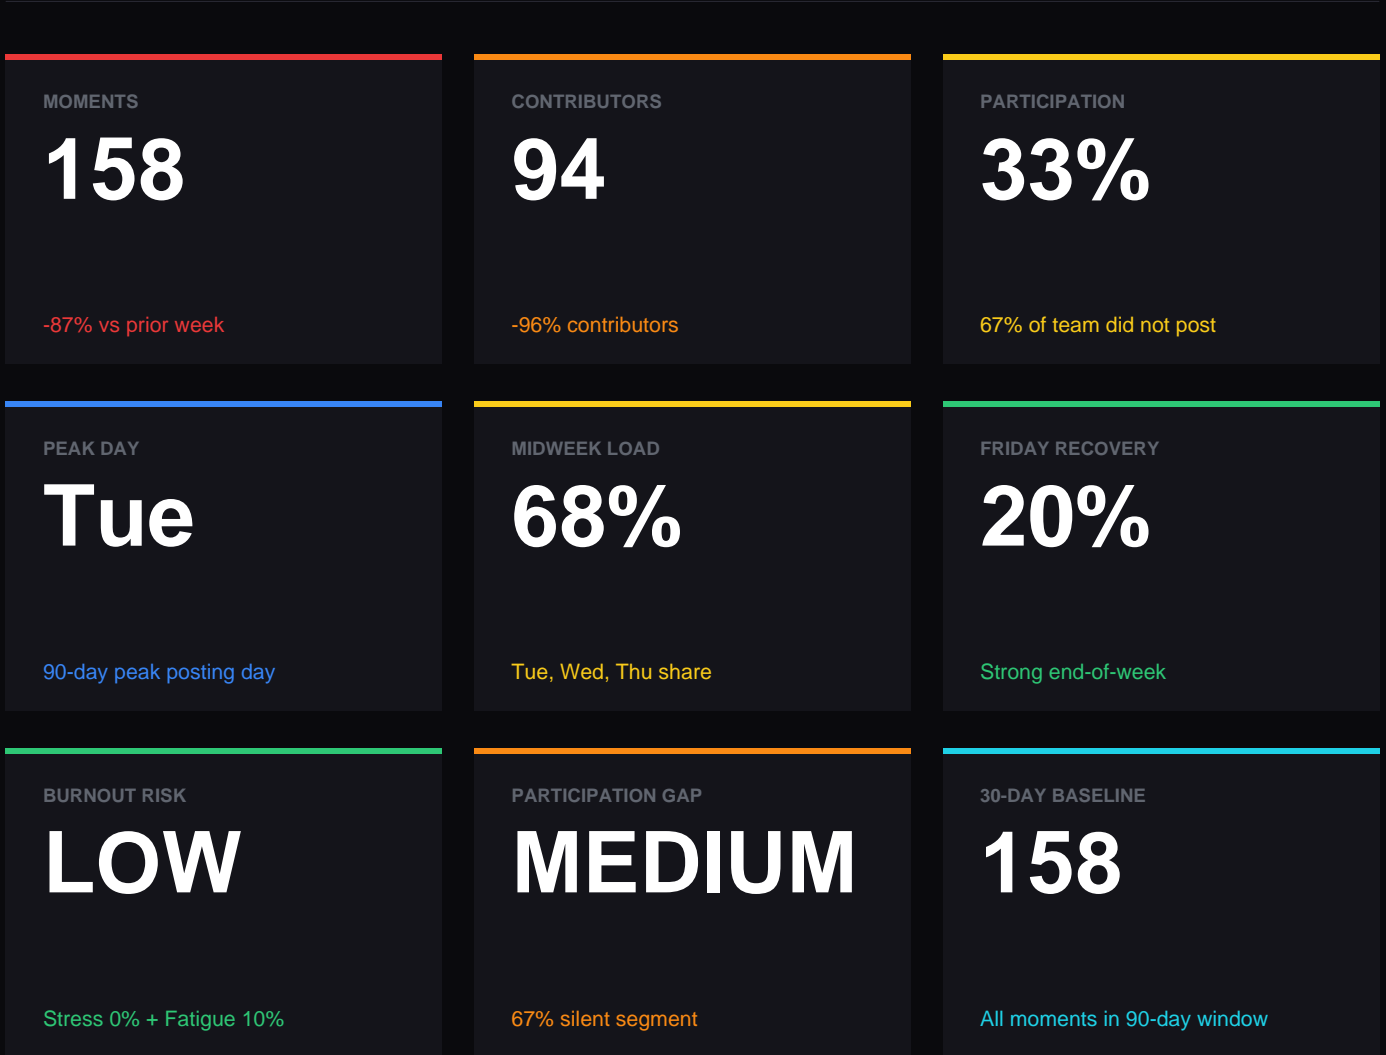 MOMENTS
158
-87% vs prior week
CONTRIBUTORS
94
-96% contributors
PARTICIPATION
33%
67% of team did not post
PEAK DAY
Tue
90-day peak posting day
MIDWEEK LOAD
68%
Tue, Wed, Thu share
FRIDAY RECOVERY
20%
Strong end-of-week
BURNOUT RISK
LOW
Stress 0% + Fatigue 10%
PARTICIPATION GAP
MEDIUM
67% silent segment
30-DAY BASELINE
158
All moments in 90-day window